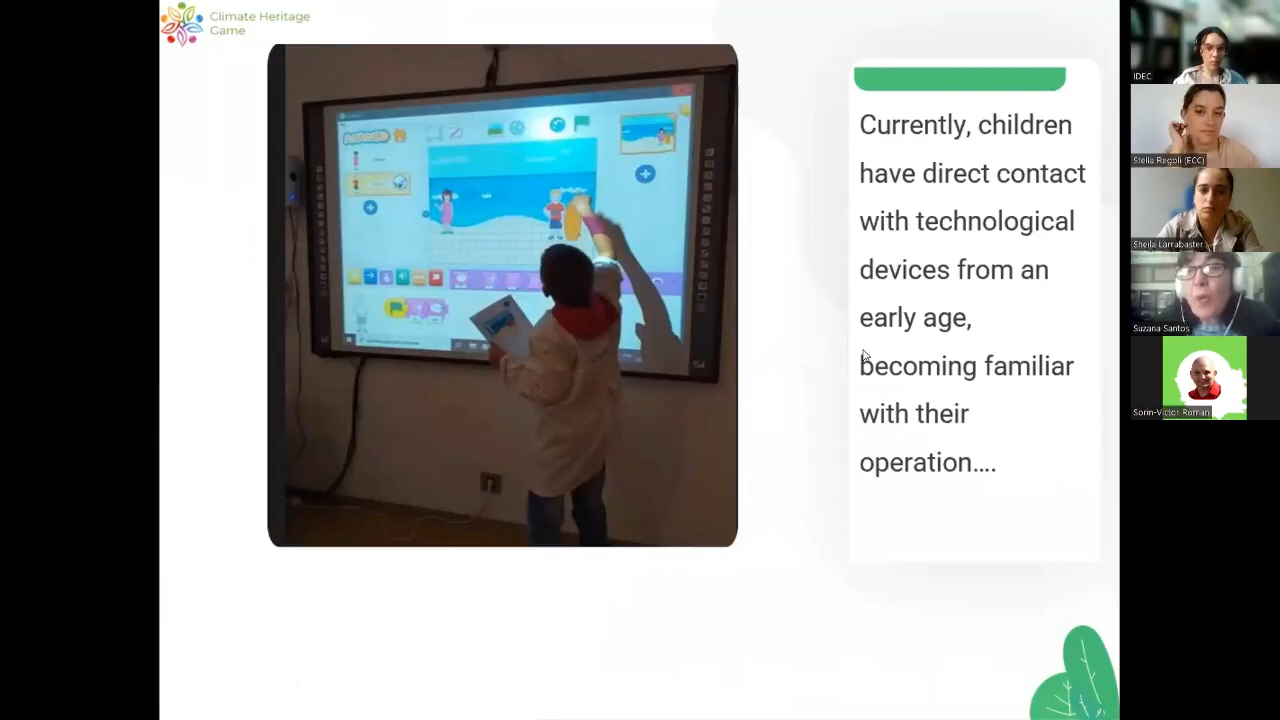 Climate Heritage
Game
Currently, children
have direct contact
with technological
devices from an
early age,
becoming familiar
with their
operation....
IDEC
Stella Regoli (ECC)
Sheila Larrabaster
Suzana Santos
Sorin-Victor Roman